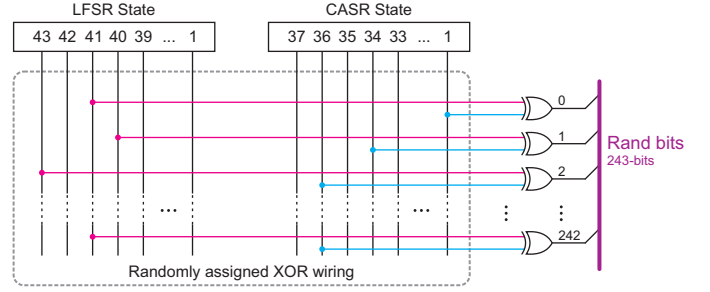 LFSR State
CASR State
43 42 41 40 39 ... 1
37 36 35 34 33 ... 1
0
1
2
242
Rand bits
243-bits
...
...
Randomly assigned XOR wiring